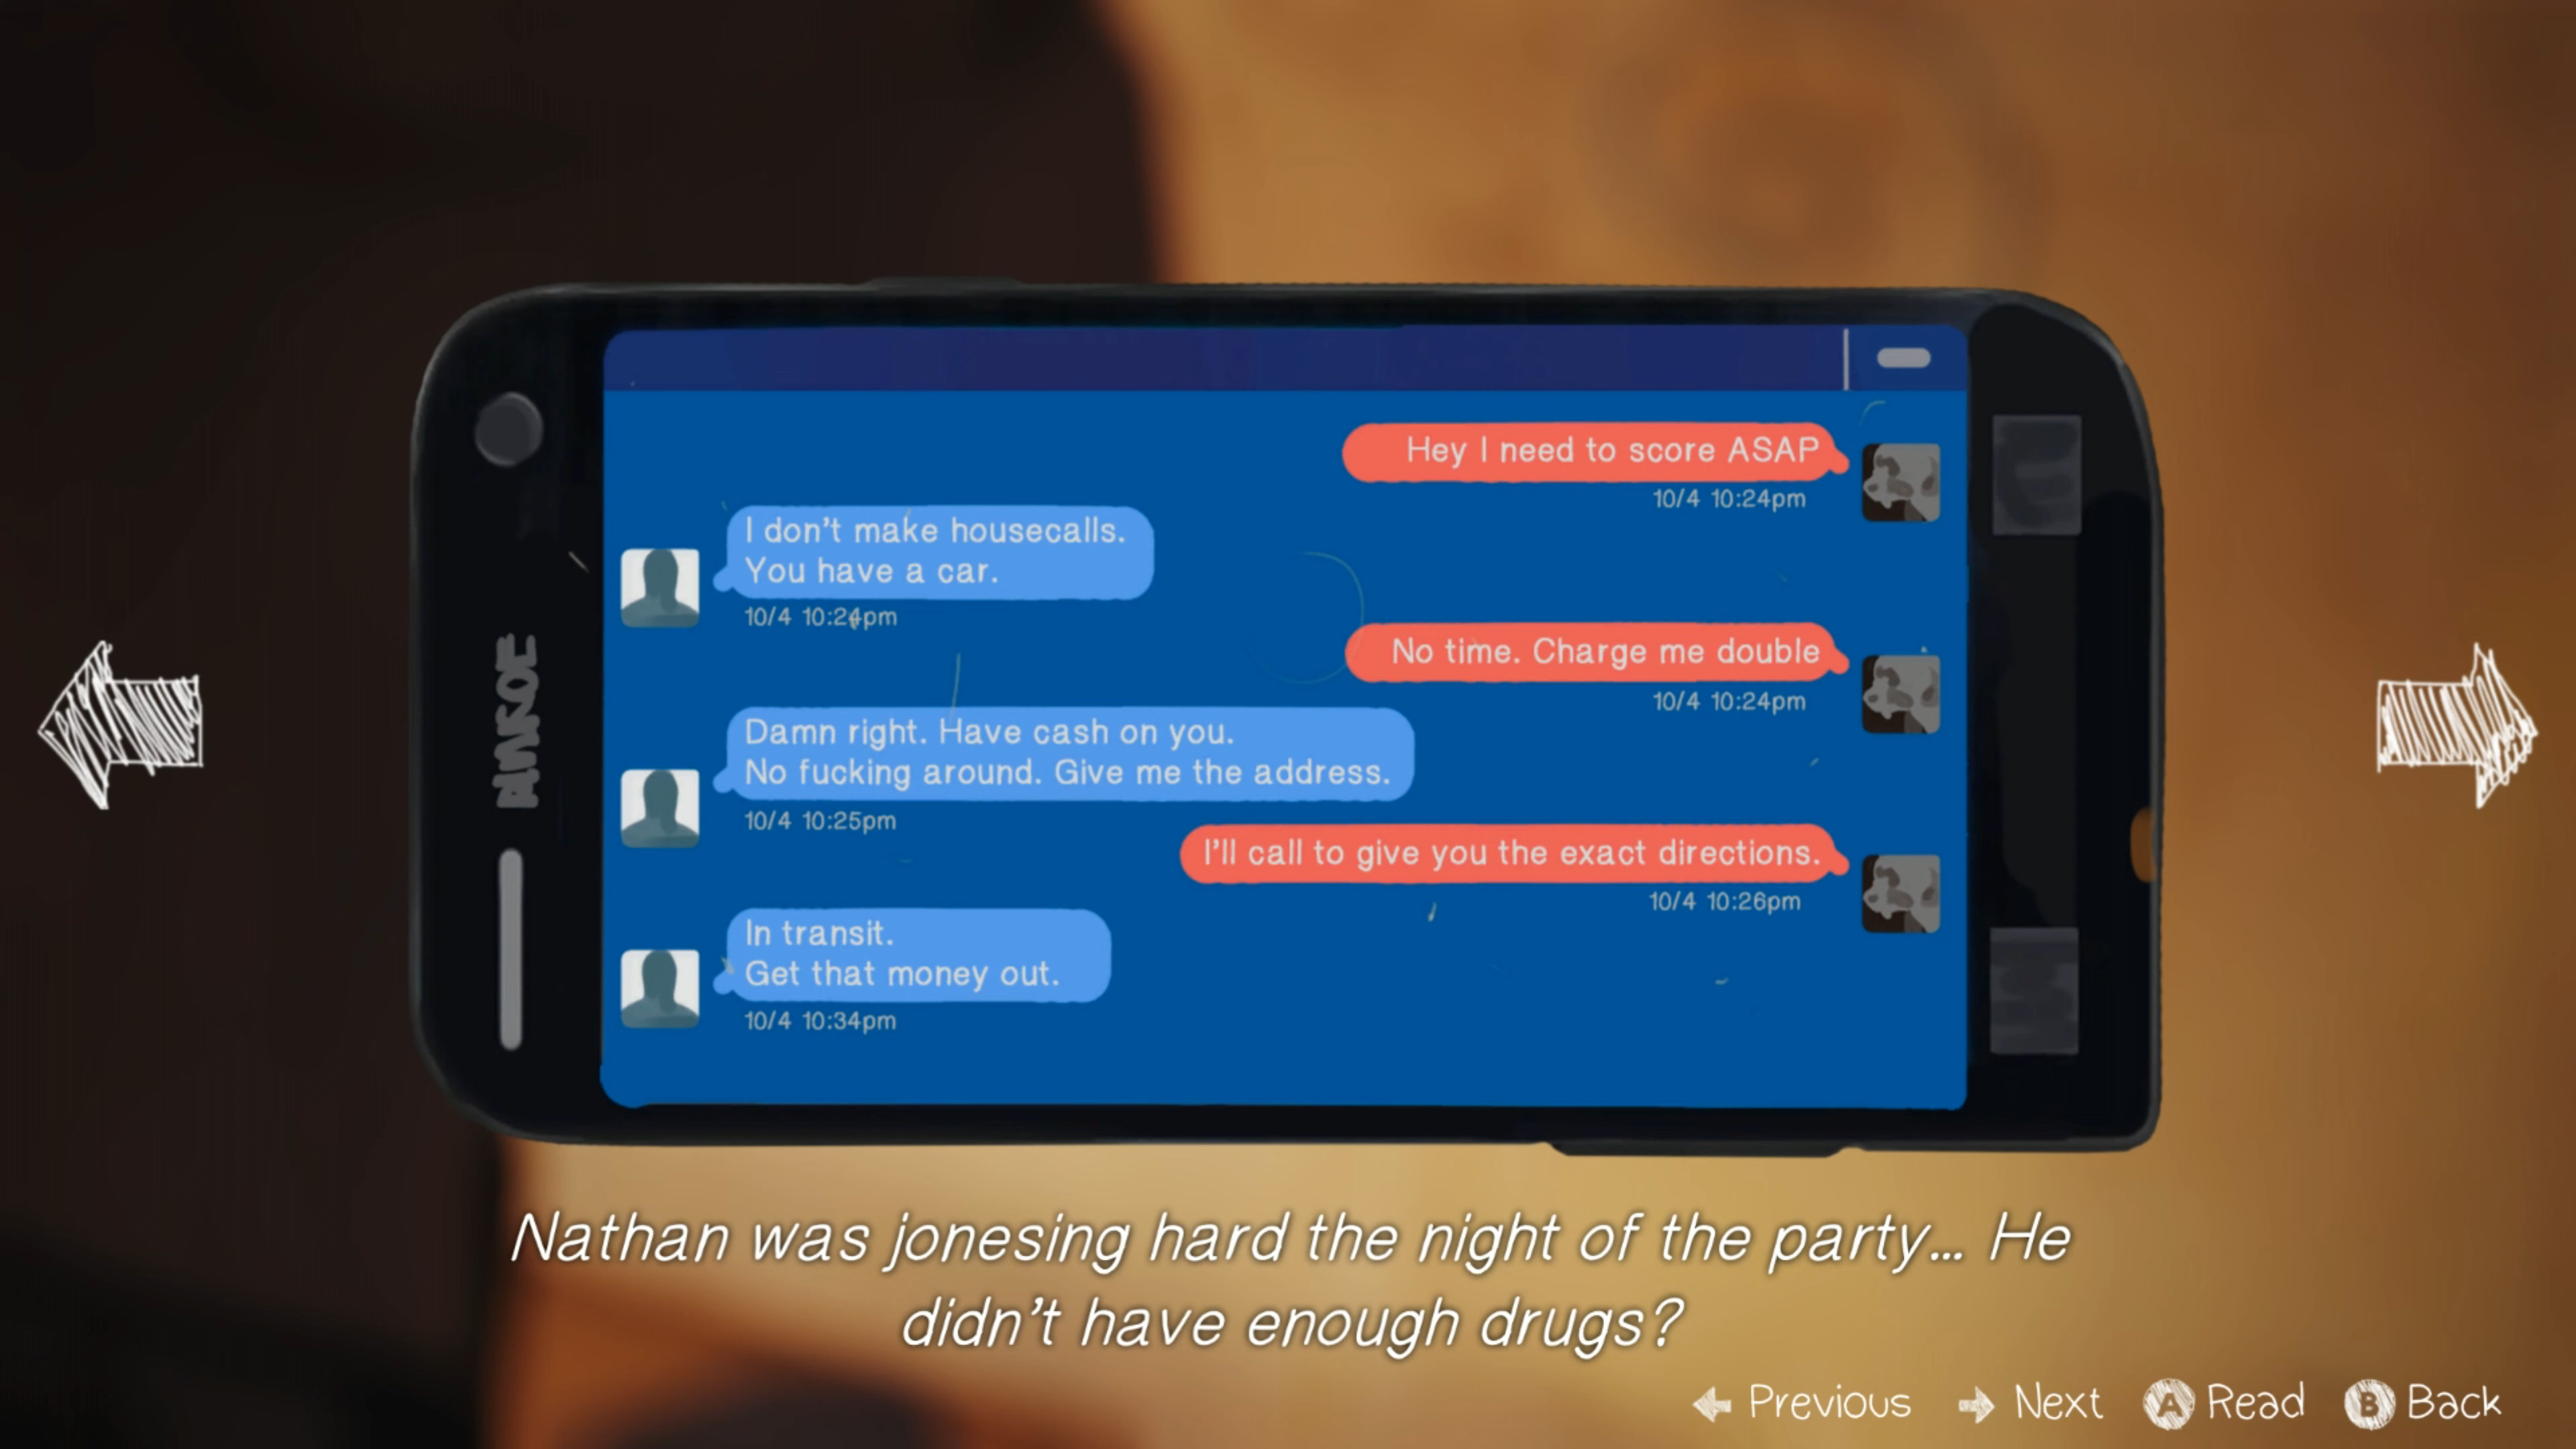 Hey I need to score ASAP
10/4 10:24pm
I don't make housecalls.
You have a car.
10/4 10:24pm
No time. Charge me double
10/4 10:24pm
Damn right. Have cash on you.
No fucking around. Give me the address.
10/4 10:25pm
I'll call to give you the exact directions.
10/4 10:26pm
In transit.
Get that money out.
10/4 10:34pm
Nathan was jonesing hard the night of the party... He
didn't have enough drugs?
Previous Next A Read B Back